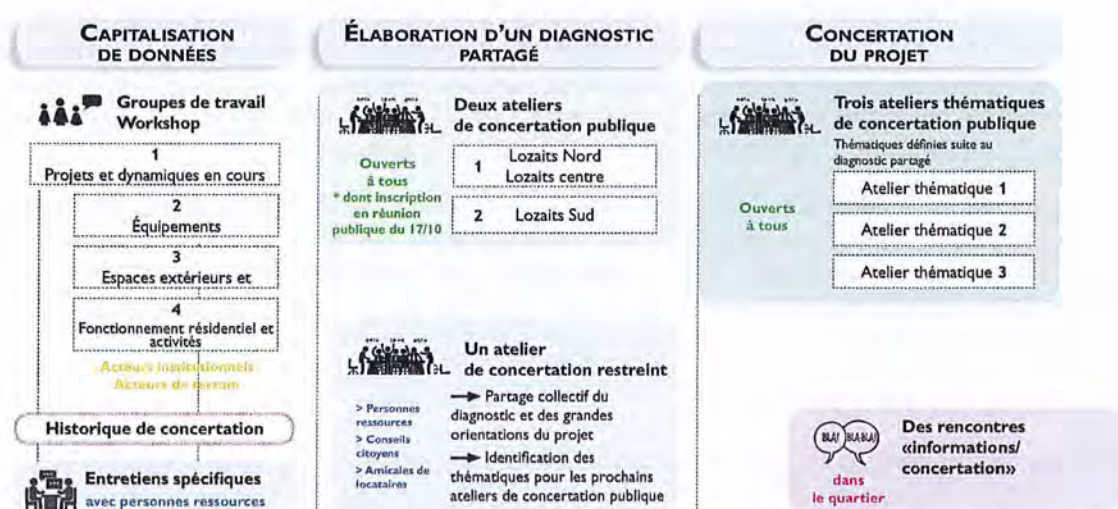 CAPITALISATION
DE DONNÉES
Groupes de travail
Workshop
1
Projets et dynamiques en cours
2
Équipements
3
Espaces extérieurs et
4
Fonctionnement résidentiel et
activités
Acteurs institutionnels
Acteurs de terrain
Historique de concertation
Entretiens spécifiques
avec personnes ressources
ÉLABORATION D'UN DIAGNOSTIC
PARTAGÉ
Deux ateliers
de concertation publique
Ouverts
à tous
* dont inscription
en réunion
publique du 17/10
1
Lozaits Nord
Lozaits centre
2 Lozaits Sud
Un atelier
de concertation restreint
> Personnes
ressources
> Conseils
citoyens
> Amicales de
locataires
→ Partage collectif du
diagnostic et des grandes
orientations du projet
→ Identification des
thématiques pour les prochains
ateliers de concertation publique
CONCERTATION
DU PROJET
Trois ateliers thématiques
de concertation publique
Thématiques définies suite au
diagnostic partagé
Ouverts
à tous
Atelier thématique 1
Atelier thématique 2
Atelier thématique 3
BLA! BLABLA!
Des rencontres
«informations/
concertation»
dans
le quartier